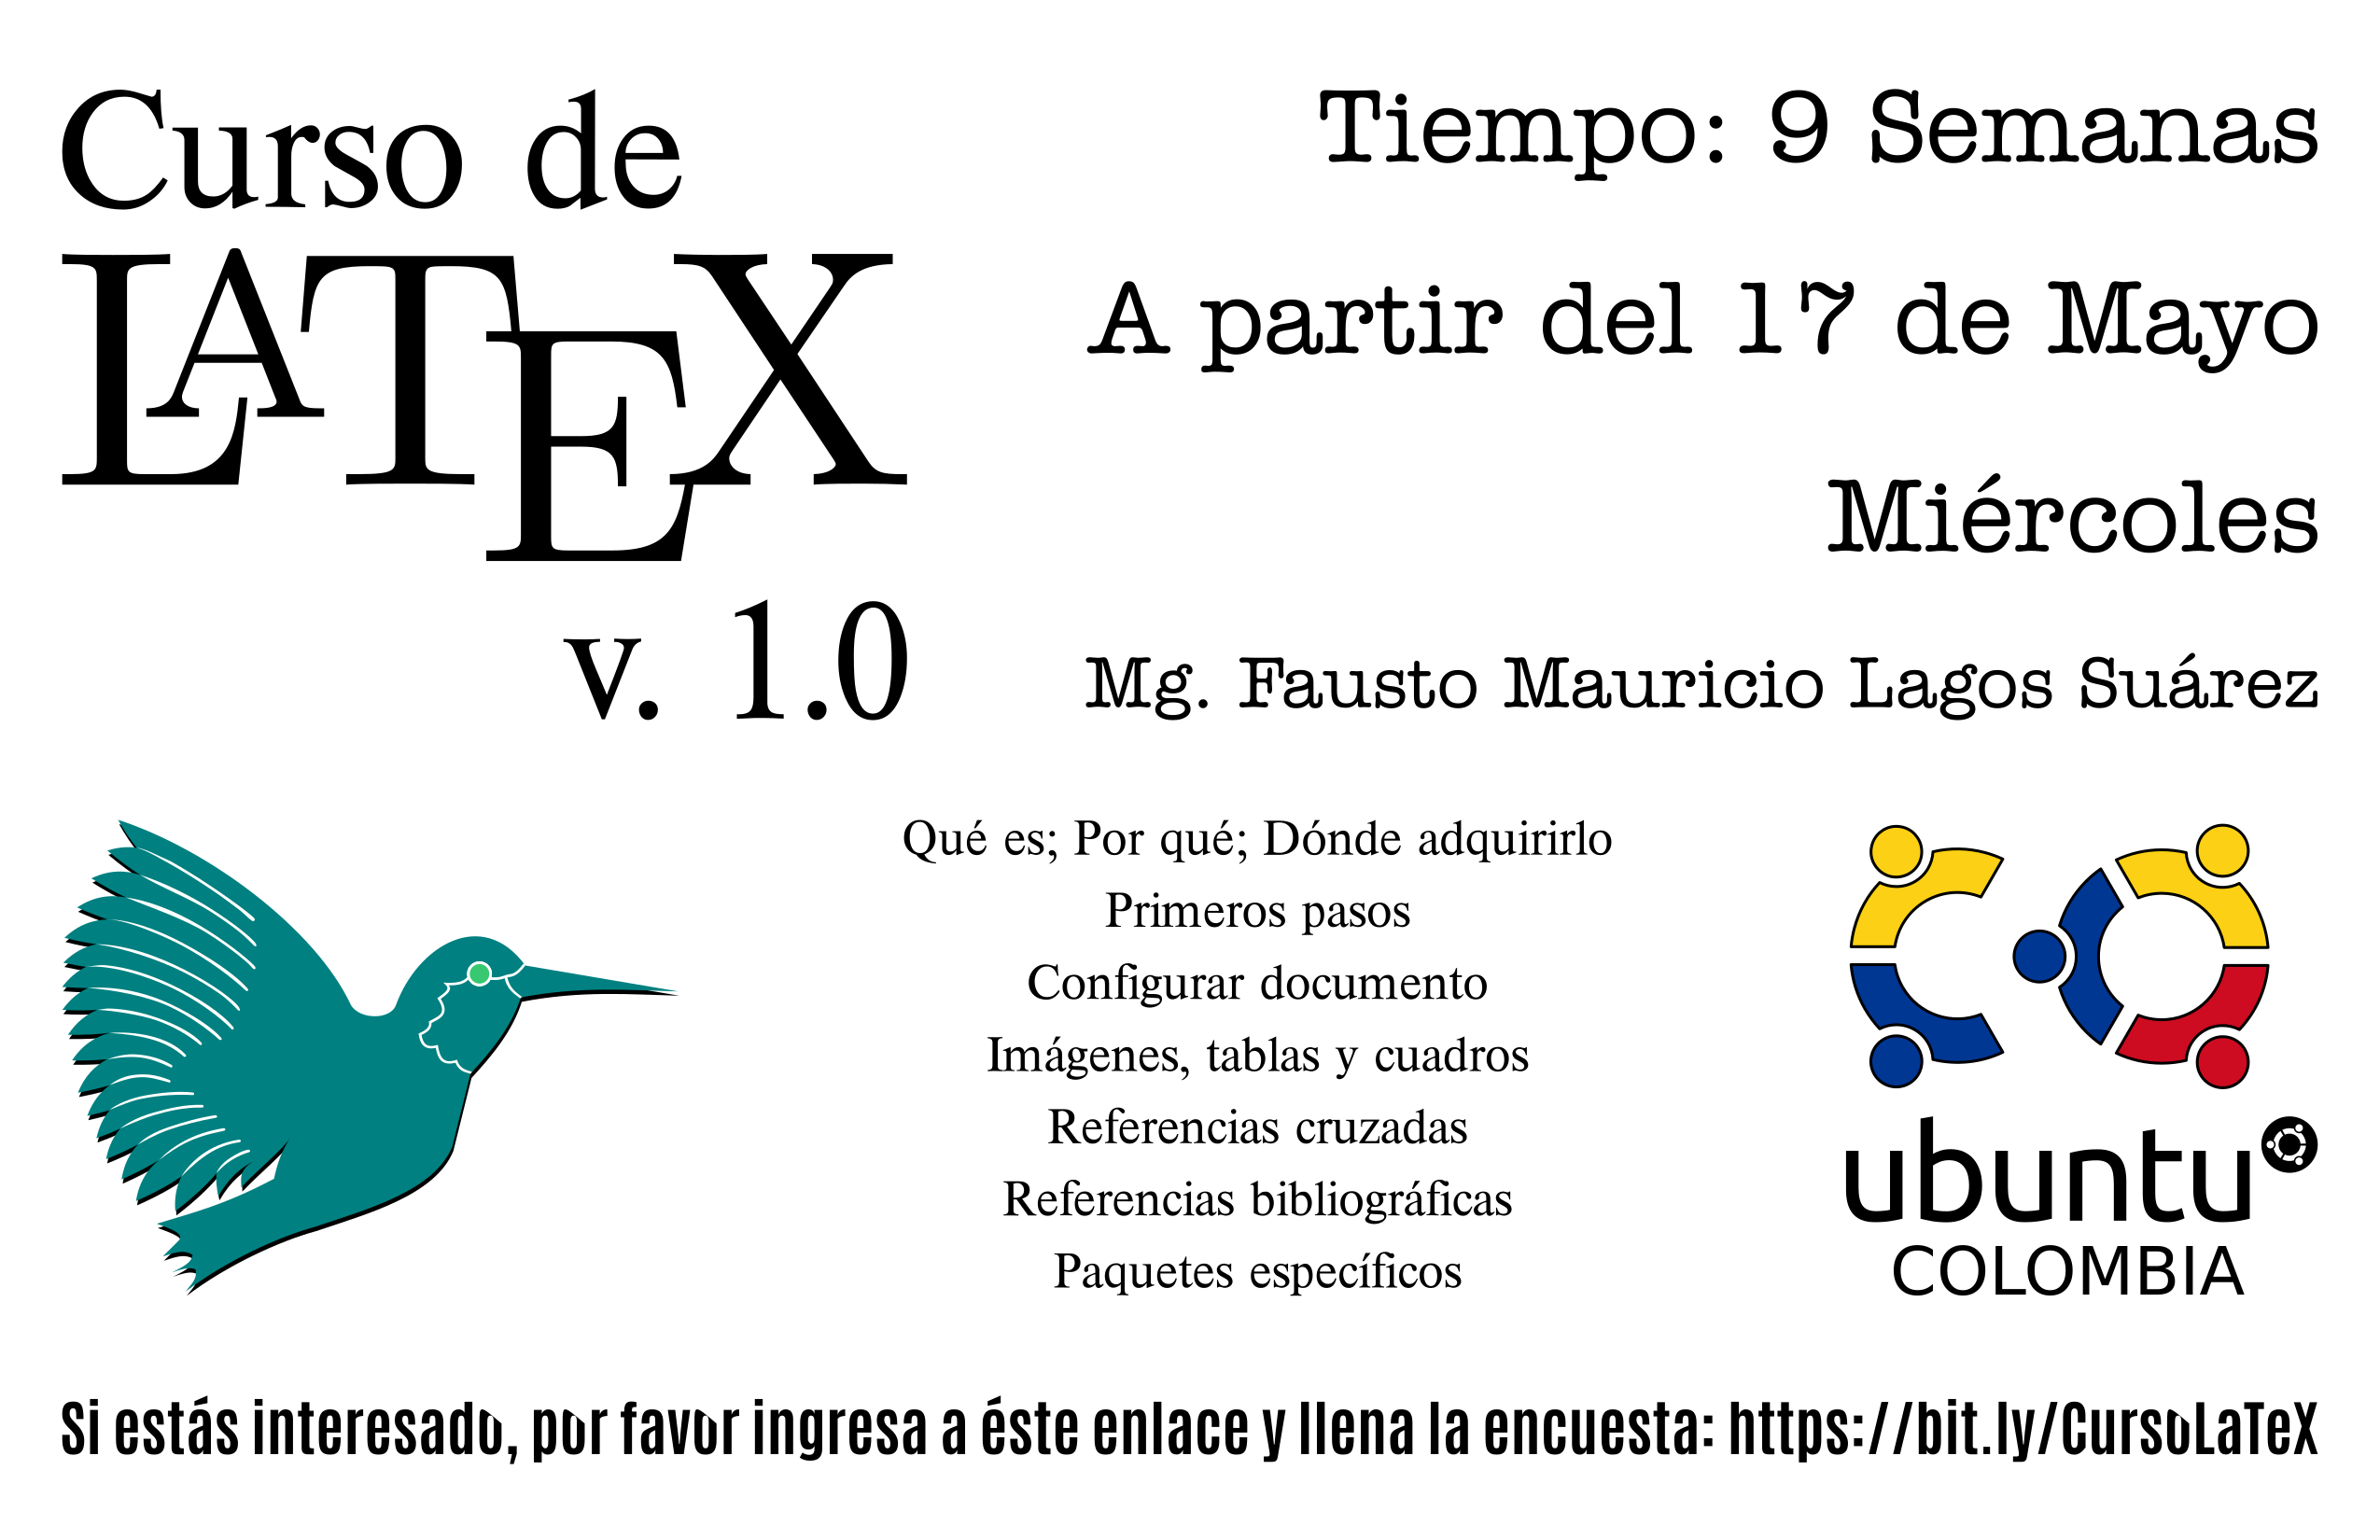 Curso de
LATEX
v. 1.0
Tiempo: 9 Semanas
A partir del 17 de Mayo
Miércoles
Mg. Fausto Mauricio Lagos Suárez
Qué es; Por qué; Dónde adquirirlo
Primeros pasos
Configurar documento
Imágenes, tablas y cuadros
Referencias cruzadas
Referencias bibliográficas
Paquetes específicos
ubuntu
COLOMBIA
Si estás interesado, por favor ingresa a éste enlace y llena la encuesta: https://bit.ly/CursoLaTeX